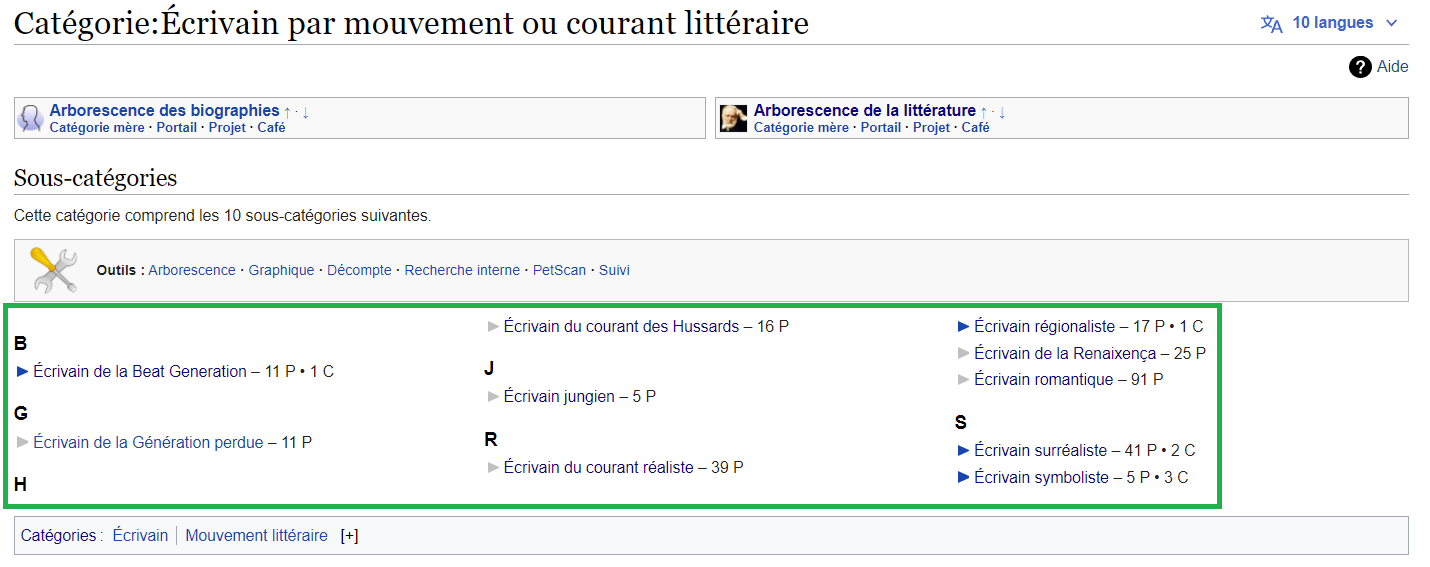 Catégorie:Écrivain par mouvement ou courant littéraire
10 langues
? Aide
Arborescence des biographies ↑ · ↓
Catégorie mère · Portail · Projet · Café
Arborescence de la littérature ↑ · ↓
Catégorie mère · Portail · Projet · Café
Sous-catégories
Cette catégorie comprend les 10 sous-catégories suivantes.
Outils : Arborescence · Graphique · Décompte · Recherche interne · PetScan · Suivi
B
► Écrivain de la Beat Generation – 11 P • 1 C
G
► Écrivain de la Génération perdue – 11 P
H
► Écrivain du courant des Hussards – 16 P
J
► Écrivain jungien – 5 P
R
► Écrivain du courant réaliste – 39 P
► Écrivain régionaliste – 17 P • 1 C
► Écrivain de la Renaixença – 25 P
► Écrivain romantique – 91 P
S
► Écrivain surréaliste – 41 P • 2 C
► Écrivain symboliste – 5 P • 3 C
Catégories : Écrivain | Mouvement littéraire [+]